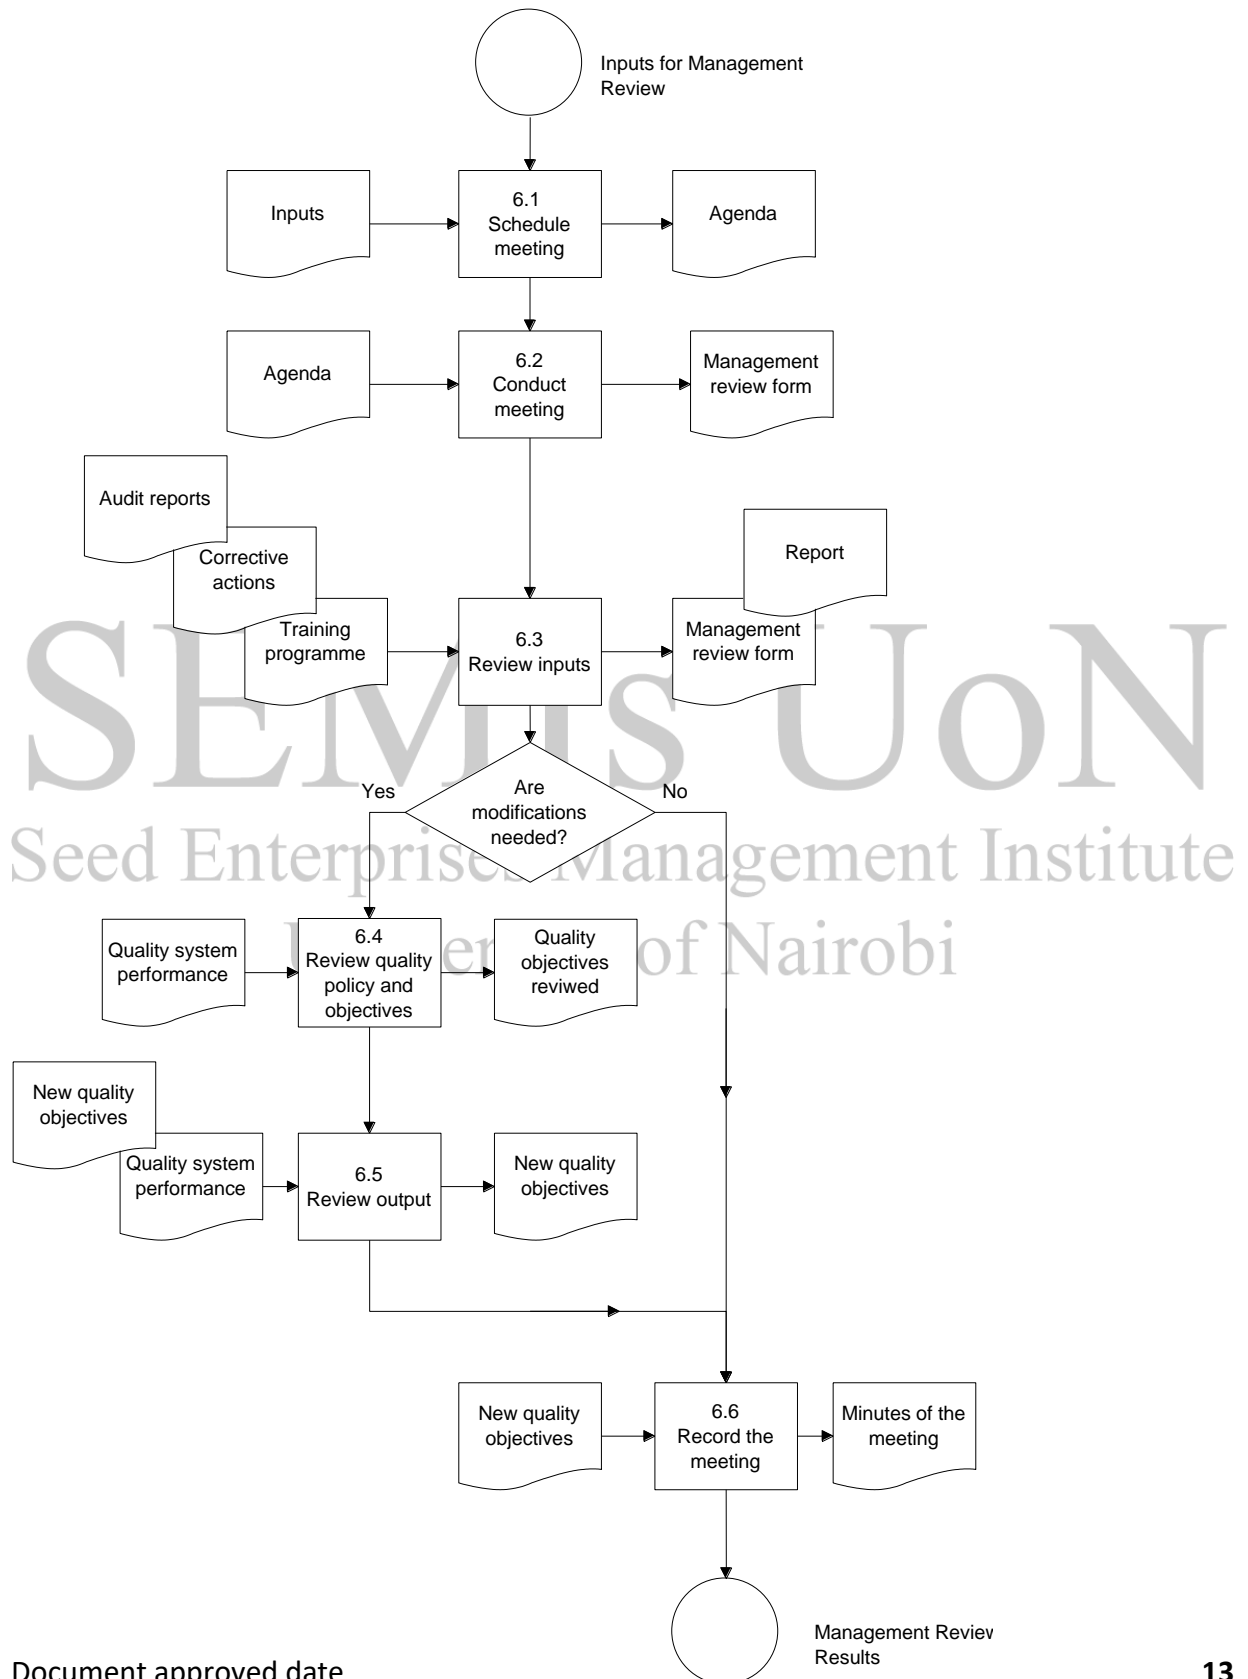 Inputs for Management
Review
Inputs
6.1
Schedule
meeting
Agenda
Agenda
6.2
Conduct
meeting
Management
review form
Audit reports
Corrective
actions
Training
programme
6.3
Review inputs
Report
Management
review form
SEMis UoN
Seed Enterprises Management Institute
of Nairobi
Are
modifications
needed?
Yes
No
Quality system
performance
6.4
Review quality
policy and
objectives
Quality
objectives
reviwed
New quality
objectives
Quality system
performance
6.5
Review output
New quality
objectives
New quality
objectives
6.6
Record the
meeting
Minutes of the
meeting
Management Review
Results
Document approved date
13